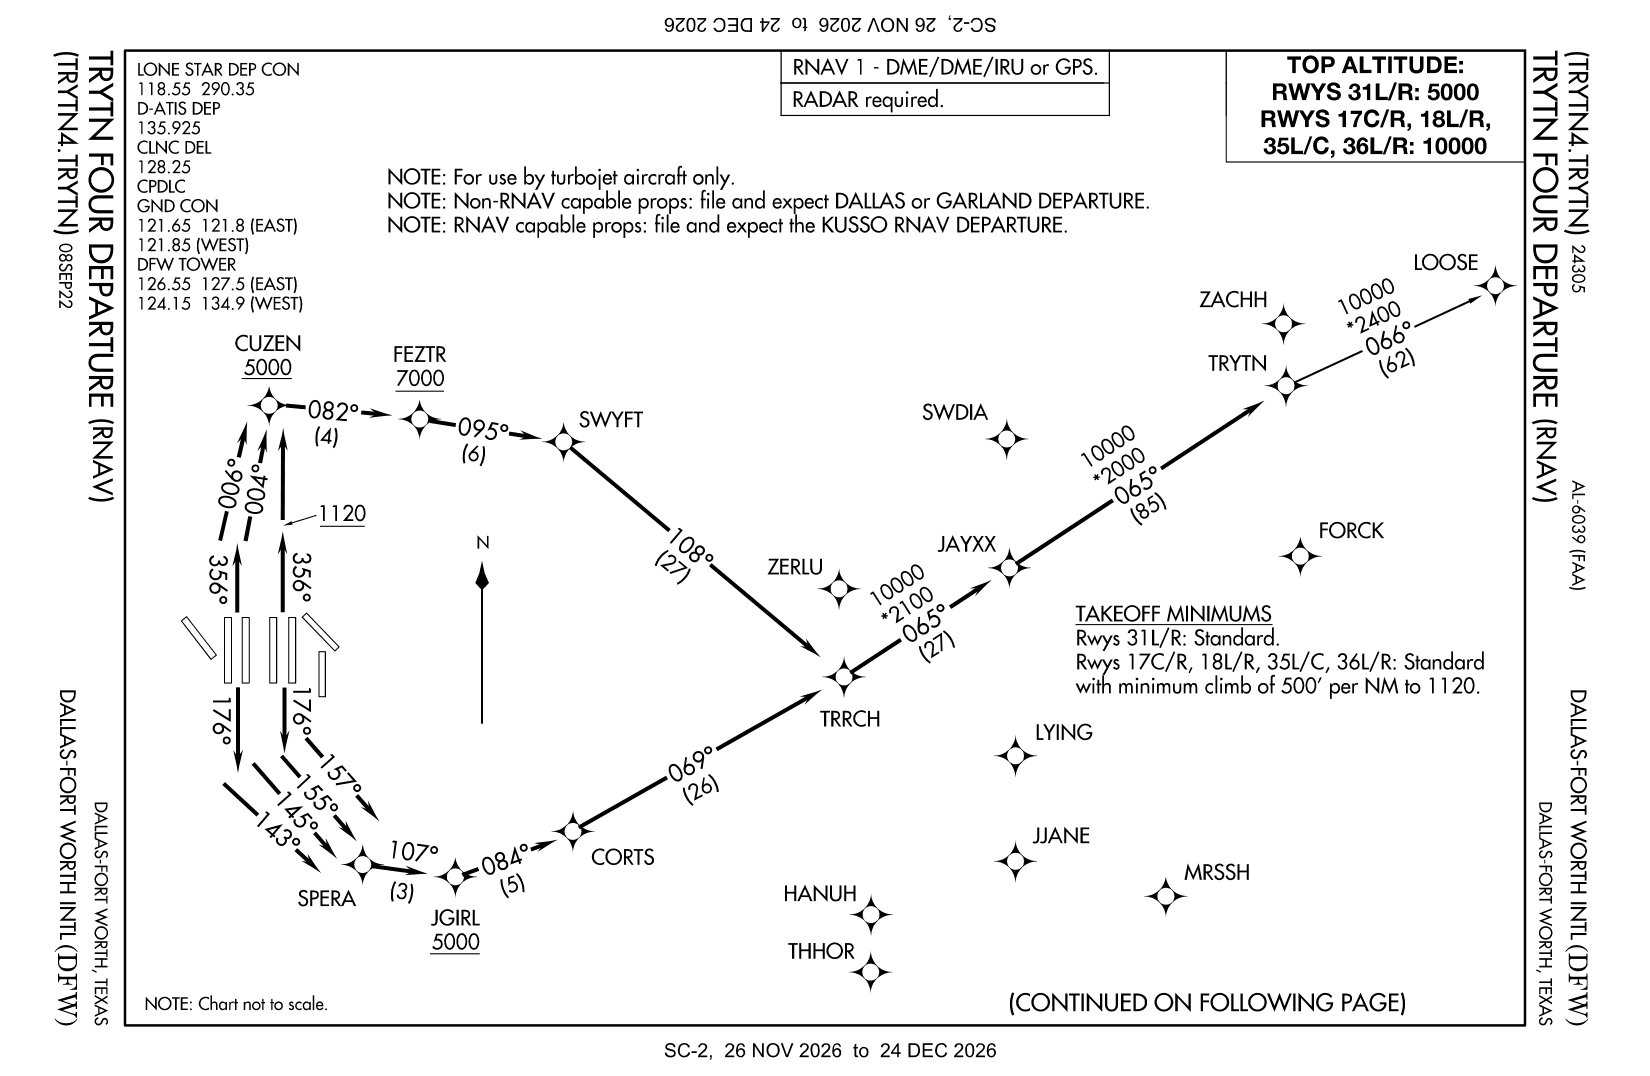 SC-2, 26 NOV 2026 to 24 DEC 2026
TRYTN FOUR DEPARTURE (RNAV)
(TRYTN4.TRYTN) 08SEP22
DALLAS-FORT WORTH INTL (DFW)
DALLAS-FORT WORTH, TEXAS
LONE STAR DEP CON
118.55 290.35
D-ATIS DEP
135.925
CLNC DEL
128.25
CPDLC
GND CON
121.65 121.8 (EAST)
121.85 (WEST)
DFW TOWER
126.55 127.5 (EAST)
124.15 134.9 (WEST)
RNAV 1 - DME/DME/IRU or GPS.
RADAR required.
TOP ALTITUDE:
RWYS 31L/R: 5000
RWYS 17C/R, 18L/R,
35L/C, 36L/R: 10000
NOTE: For use by turbojet aircraft only.
NOTE: Non-RNAV capable props: file and expect DALLAS or GARLAND DEPARTURE.
NOTE: RNAV capable props: file and expect the KUSSO RNAV DEPARTURE.
LOOSE
ZACHH
10000
*2400
066°
(62)
TRYTN
CUZEN
5000
FEZTR
7000
082°
(4)
095°
(6)
SWYFT
SWDIA
10000
*2000
065°
(85)
009°
004°
1120
356°
356°
N
108°
(27)
ZERLU
JAYXX
FORCK
10000
*2100
065°
(27)
TAKEOFF MINIMUMS
Rwys 31L/R: Standard.
Rwys 17C/R, 18L/R, 35L/C, 36L/R: Standard
with minimum climb of 500' per NM to 1120.
TRRCH
176°
176°
157°
155°
145°
143°
069°
(26)
LYING
107°
(3)
084°
(5)
CORTS
SPERA
JGIRL
5000
JJANE
MRSSH
HANUH
THHOR
NOTE: Chart not to scale.
(CONTINUED ON FOLLOWING PAGE)
TRYTN FOUR DEPARTURE (RNAV)
(TRYTN4.TRYTN) 24305
AL-6039 (FAA)
DALLAS-FORT WORTH INTL (DFW)
DALLAS-FORT WORTH, TEXAS
SC-2, 26 NOV 2026 to 24 DEC 2026